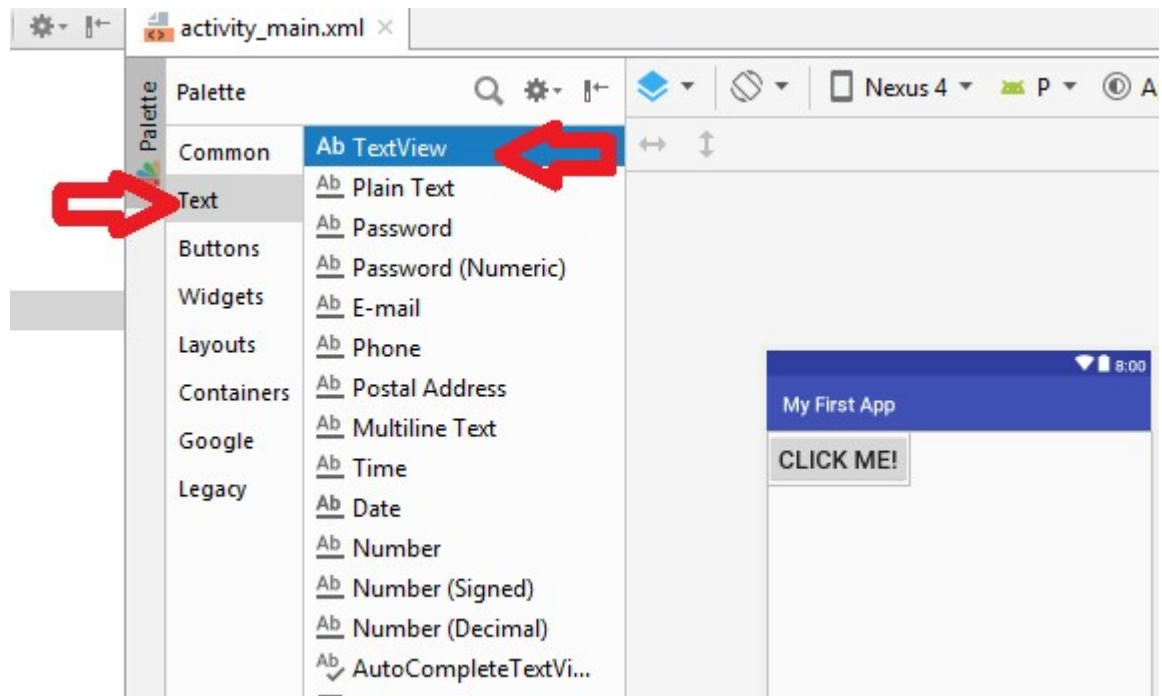 activity_main.xml
Palette
Palette
Nexus 4
P
A
Common
Text
Buttons
Widgets
Layouts
Containers
Google
Legacy
Ab TextView
Ab Plain Text
Ab Password
Ab Password (Numeric)
Ab E-mail
Ab Phone
Ab Postal Address
Ab Multiline Text
Ab Time
Ab Date
Ab Number
Ab Number (Signed)
Ab Number (Decimal)
Ab AutoCompleteTextVi...
8:00
My First App
CLICK ME!